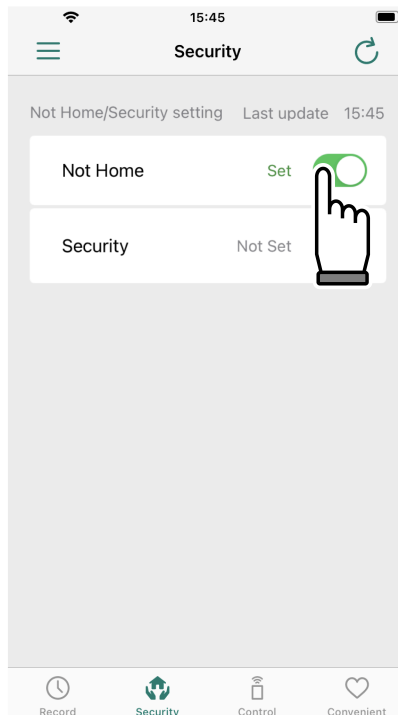 15:45
Security
Not Home/Security setting Last update 15:45
Not Home Set
Security Not Set
Record Security Control Convenient